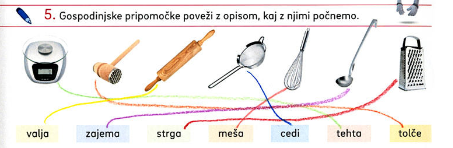 5. Gospodinjske pripomočke poveži z opisom, kaj z njimi počnemo.
valja zajema strga meša cedi tehta tolče